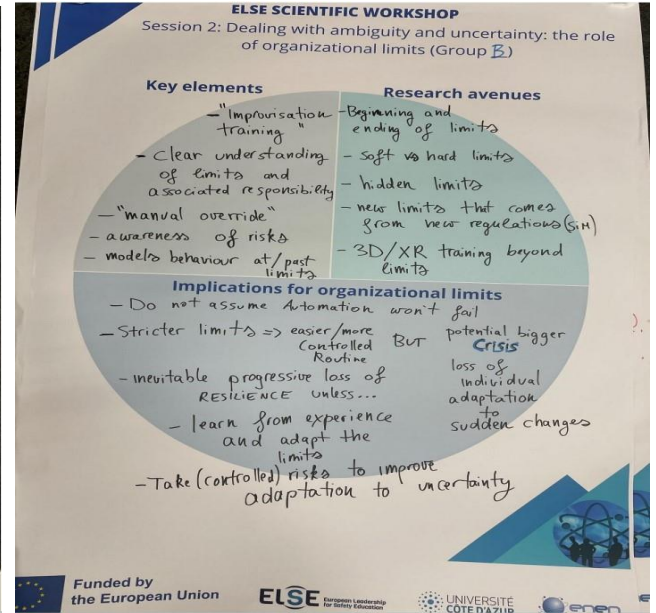 ELSE SCIENTIFIC WORKSHOP
Session 2: Dealing with ambiguity and uncertainty: the role
of organizational limits (Group B)
Key elements
- "Improvisation
training"
- clear understanding
of limits and
associated responsibility
- "manual override"
- awareness of risks
- models behaviour at/past
limits
Research avenues
- Beginning and
ending of limits
- soft vs hard limits
- hidden limits
- new limits that comes
from new regulations (SiM)
- 3D/XR training beyond
limits
Implications for organizational limits
- Do not assume Automation won't fail
- Stricter limits => easier/more
Controlled
Routine
BUT
potential bigger
Crisis
loss of
individual
adaptation
to
sudden changes
- inevitable progressive loss of
RESILIENCE unless...
- learn from experience
and adapt the
limits
- Take (controlled) risks to improve
adaptation to uncertainty
Funded by
the European Union
ELSE
European Leadership
for Safety Education
UNIVERSITÉ
CÔTE D'AZUR
enen